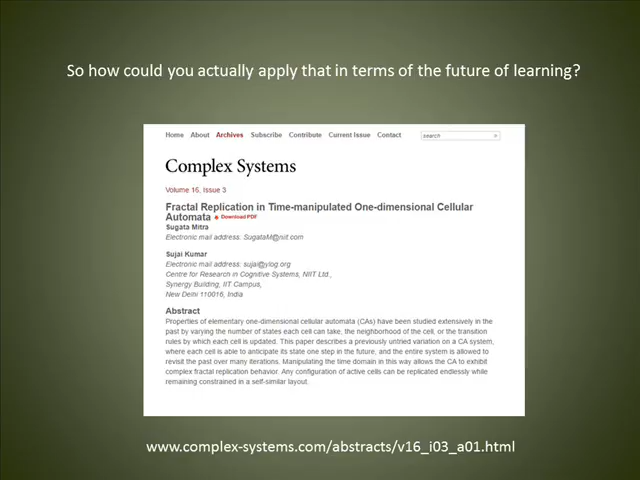 So how could you actually apply that in terms of the future of learning?
Home About Archives Subscribe Contribute Current Issue Contact search
Complex Systems
Volume 16, Issue 3
Fractal Replication in Time-manipulated One-dimensional Cellular
Automata Download PDF
Sugata Mitra
Electronic mail address: SugataM@niit.com
Sujai Kumar
Electronic mail address: sujai@ylog.org
Centre for Research in Cognitive Systems, NIIT Ltd.,
Synergy Building, IIT Campus,
New Delhi 110016, India
Abstract
Properties of elementary one-dimensional cellular automata (CAs) have been studied extensively in the
past by varying the number of states each cell can take, the neighborhood of the cell, or the transition
rules by which each cell is updated. This paper describes a previously untried variation on a CA system,
where each cell is able to anticipate its state one step in the future, and the entire system is allowed to
revisit the past over many iterations. Manipulating the time domain in this way allows the CA to exhibit
complex fractal replication behavior. Any configuration of active cells can be replicated endlessly while
remaining constrained in a self-similar layout.
www.complex-systems.com/abstracts/v16_i03_a01.html